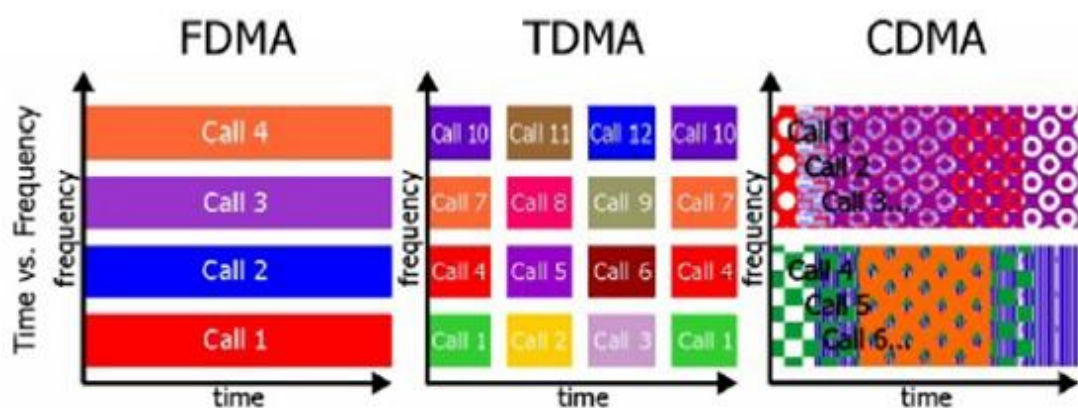 FDMA
TDMA
CDMA
Time vs. Frequency
frequency
Call 4
Call 3
Call 2
Call 1
time
frequency
Call 10 Call 11 Call 12 Call 10
Call 7 Call 8 Call 9 Call 7
Call 4 Call 5 Call 6 Call 4
Call 1 Call 2 Call 3 Call 1
time
frequency
Call 1
Call 2
Call 3...
Call 4
Call 5
Call 6...
time